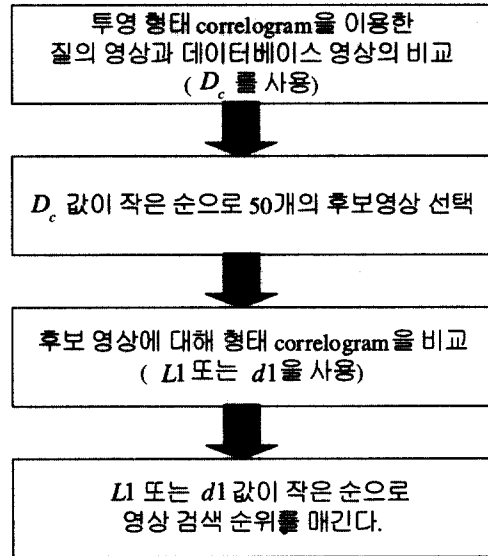 투영 형태 correlogram을 이용한
질의 영상과 데이터베이스 영상의 비교
( D_c 를 사용)
D_c 값이 작은 순으로 50개의 후보영상 선택
후보 영상에 대해 형태 correlogram을 비교
( L1 또는 d1을 사용)
L1 또는 d1 값이 작은 순으로
영상 검색 순위를 매긴다.